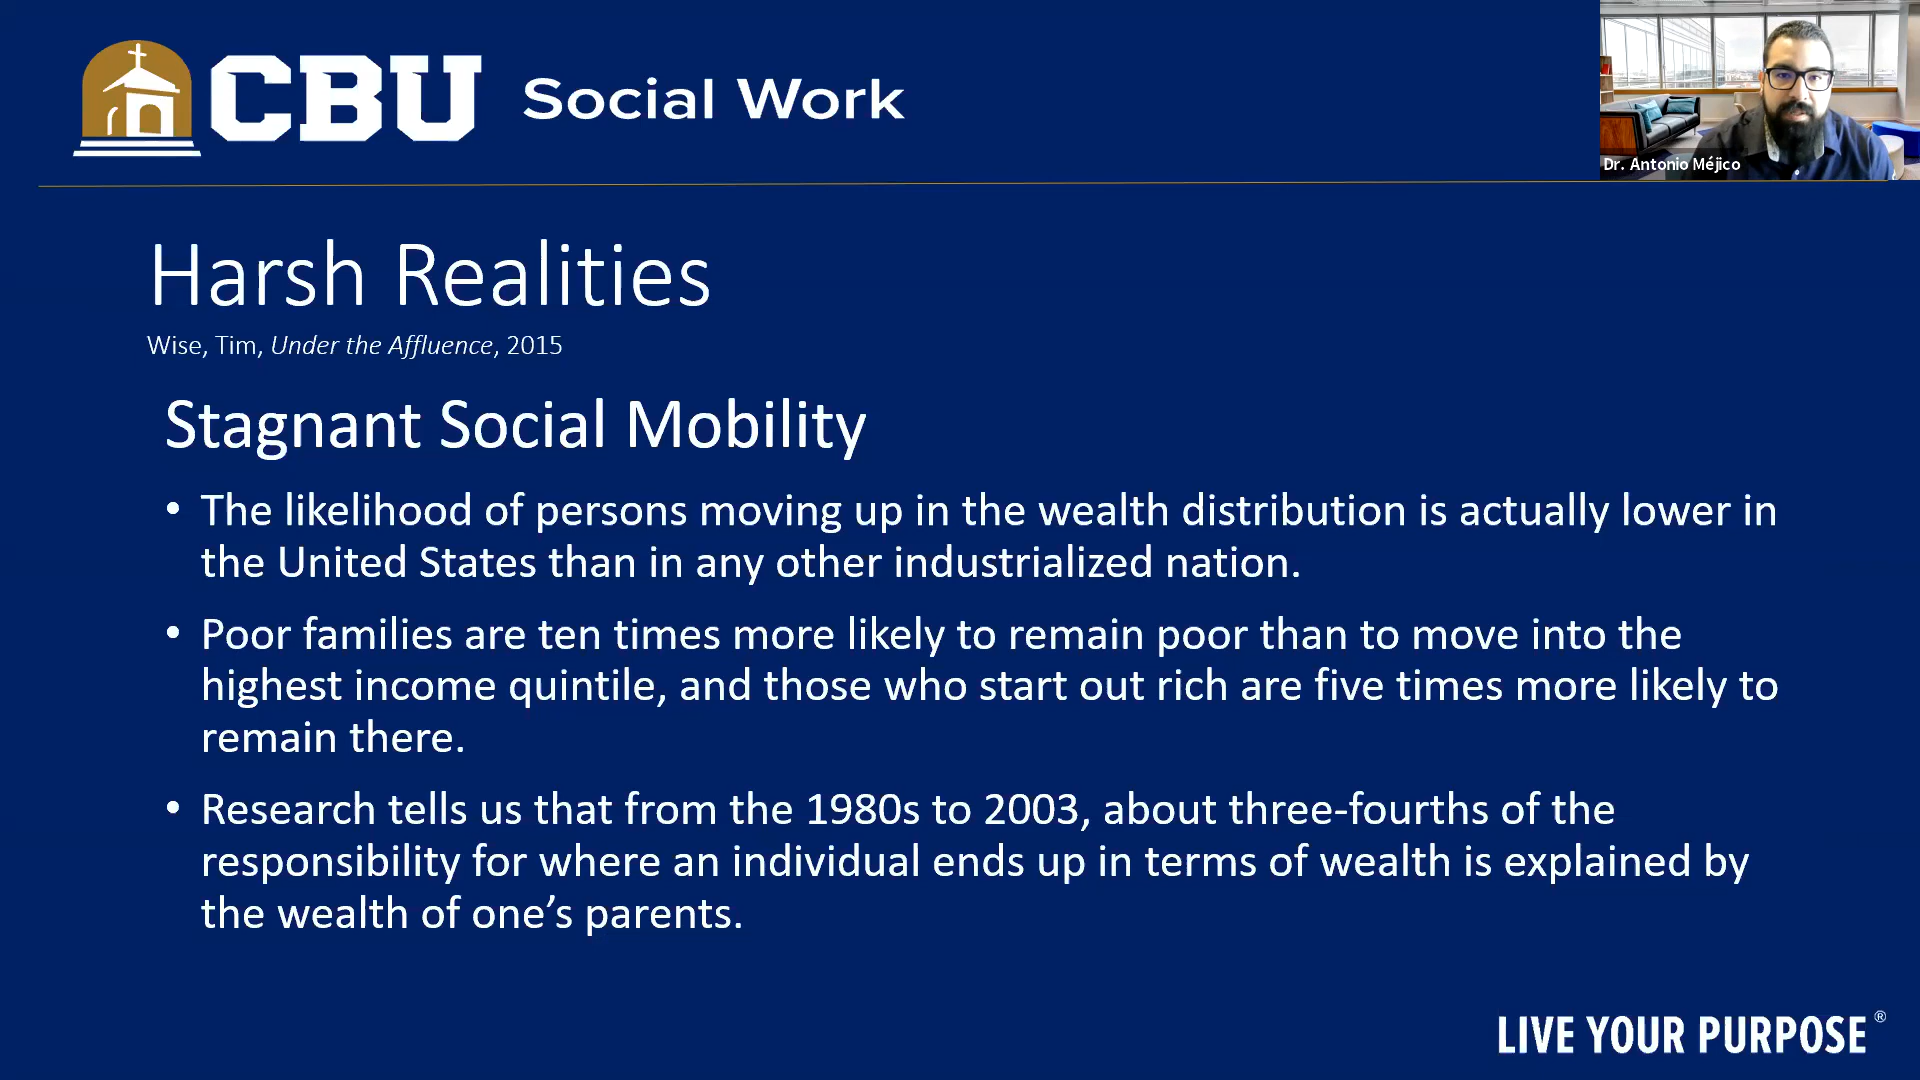 CBU Social Work
Dr. Antonio Méjico
Harsh Realities
Wise, Tim, Under the Affluence, 2015
Stagnant Social Mobility
• The likelihood of persons moving up in the wealth distribution is actually lower in
the United States than in any other industrialized nation.
• Poor families are ten times more likely to remain poor than to move into the
highest income quintile, and those who start out rich are five times more likely to
remain there.
• Research tells us that from the 1980s to 2003, about three-fourths of the
responsibility for where an individual ends up in terms of wealth is explained by
the wealth of one’s parents.
LIVE YOUR PURPOSE®